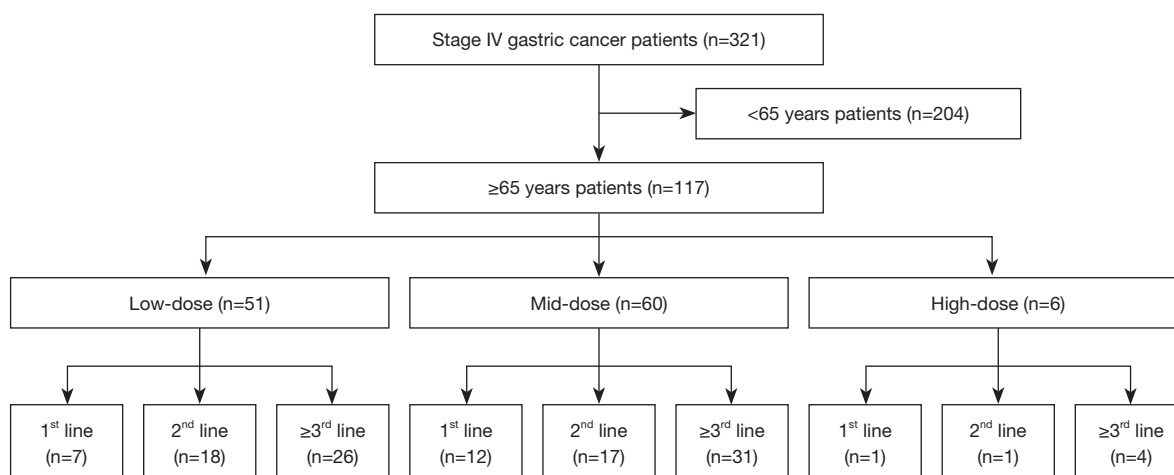 Stage IV gastric cancer patients (n=321)
<65 years patients (n=204)
≥65 years patients (n=117)
Low-dose (n=51)
Mid-dose (n=60)
High-dose (n=6)
1st line
(n=7)
2nd line
(n=18)
≥3rd line
(n=26)
1st line
(n=12)
2nd line
(n=17)
≥3rd line
(n=31)
1st line
(n=1)
2nd line
(n=1)
≥3rd line
(n=4)